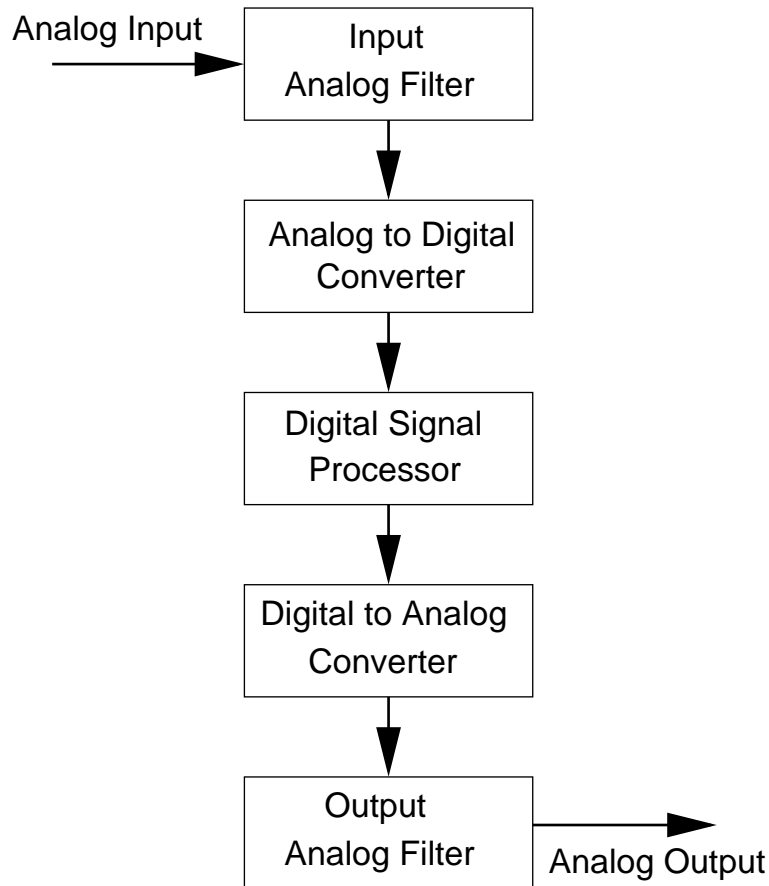 Analog Input
Input
Analog Filter
Analog to Digital
Converter
Digital Signal
Processor
Digital to Analog
Converter
Output
Analog Filter
Analog Output